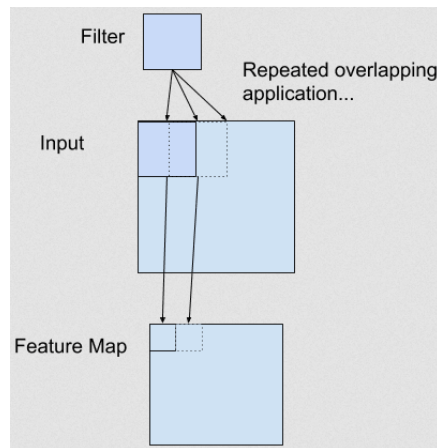 Filter
Repeated overlapping
application...
Input
Feature Map